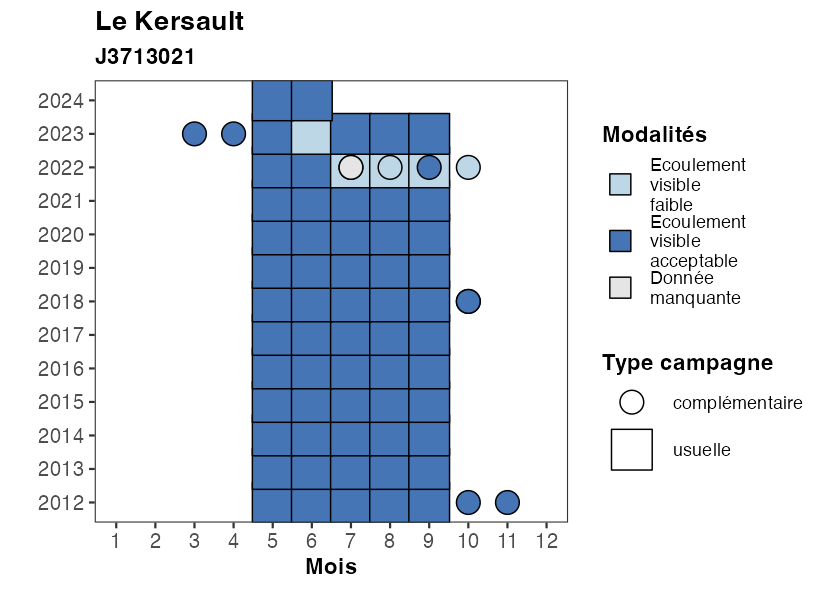 Le Kersault
J3713021
2024
2023
2022
2021
2020
2019
2018
2017
2016
2015
2014
2013
2012
1 2 3 4 5 6 7 8 9 10 11 12
Mois
Modalités
Ecoulement
visible
faible
Ecoulement
visible
acceptable
Donnée
manquante
Type campagne
complémentaire
usuelle